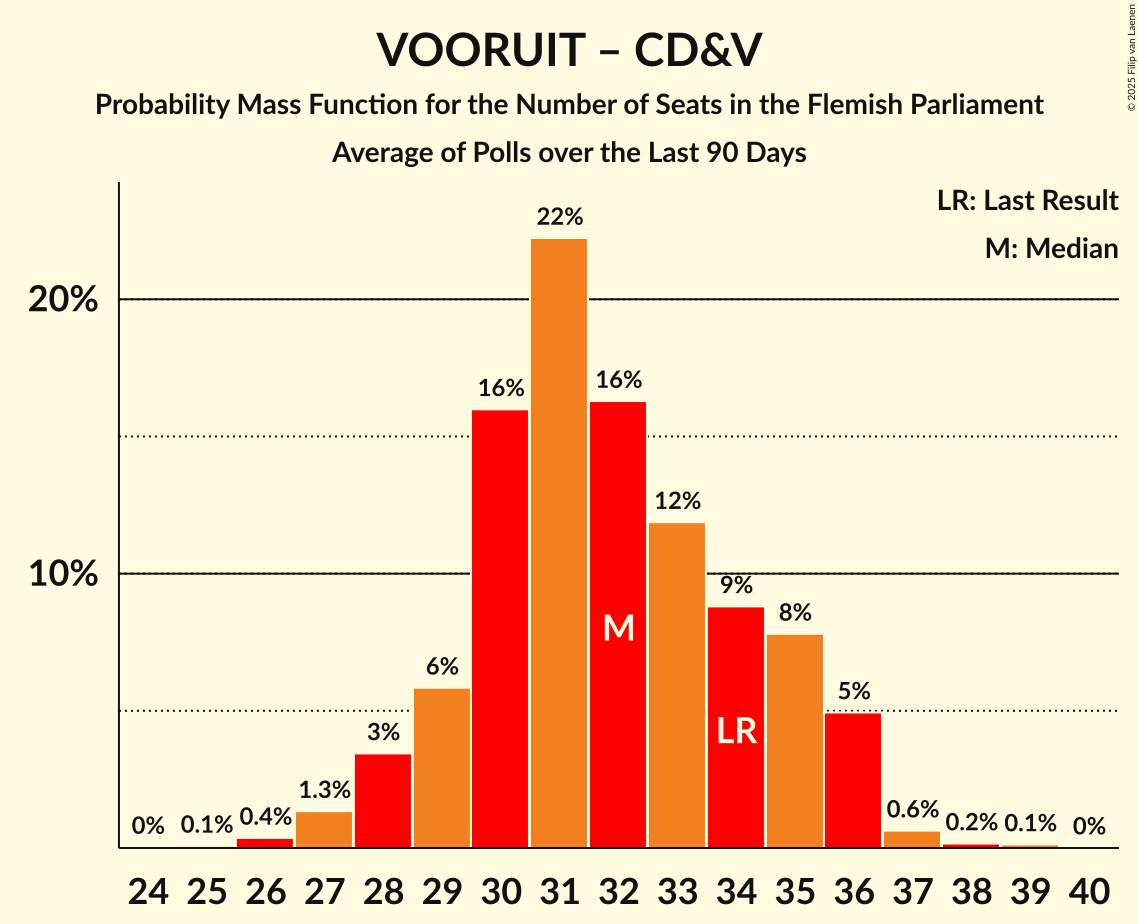 VOORUIT – CD&V
Probability Mass Function for the Number of Seats in the Flemish Parliament
Average of Polls over the Last 90 Days
© 2025 Filip van Laenen
LR: Last Result
M: Median
20%
10%
0%
0.1%
0.4%
1.3%
3%
6%
16%
22%
16%
12%
9%
8%
5%
0.6%
0.2%
0.1%
0%
M
LR
24 25 26 27 28 29 30 31 32 33 34 35 36 37 38 39 40